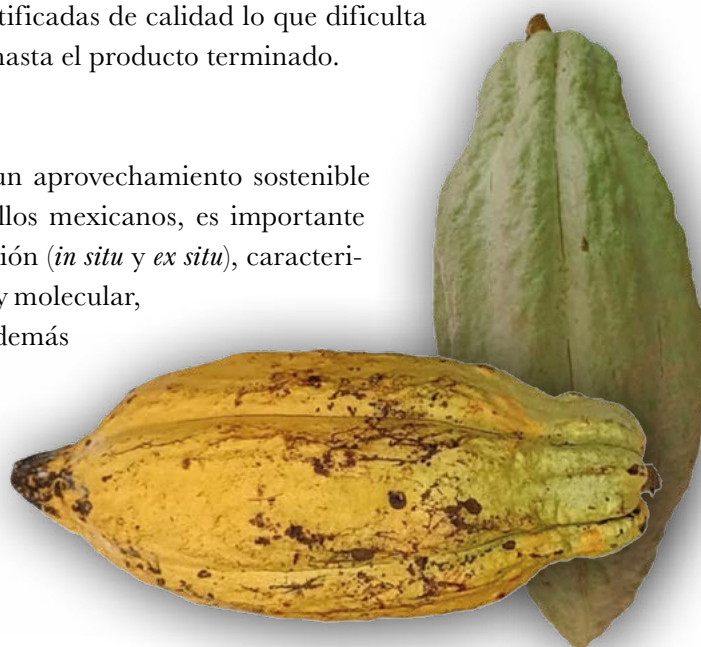 tificadas de calidad lo que dificulta
hasta el producto terminado.
un aprovechamiento sostenible
llos mexicanos, es importante
ción (in situ y ex situ), caracteri-
y molecular,
demás